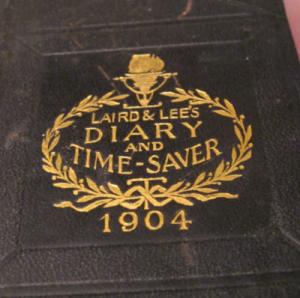 LAIRD & LEE'S
DIARY
AND
TIME-SAVER
1904